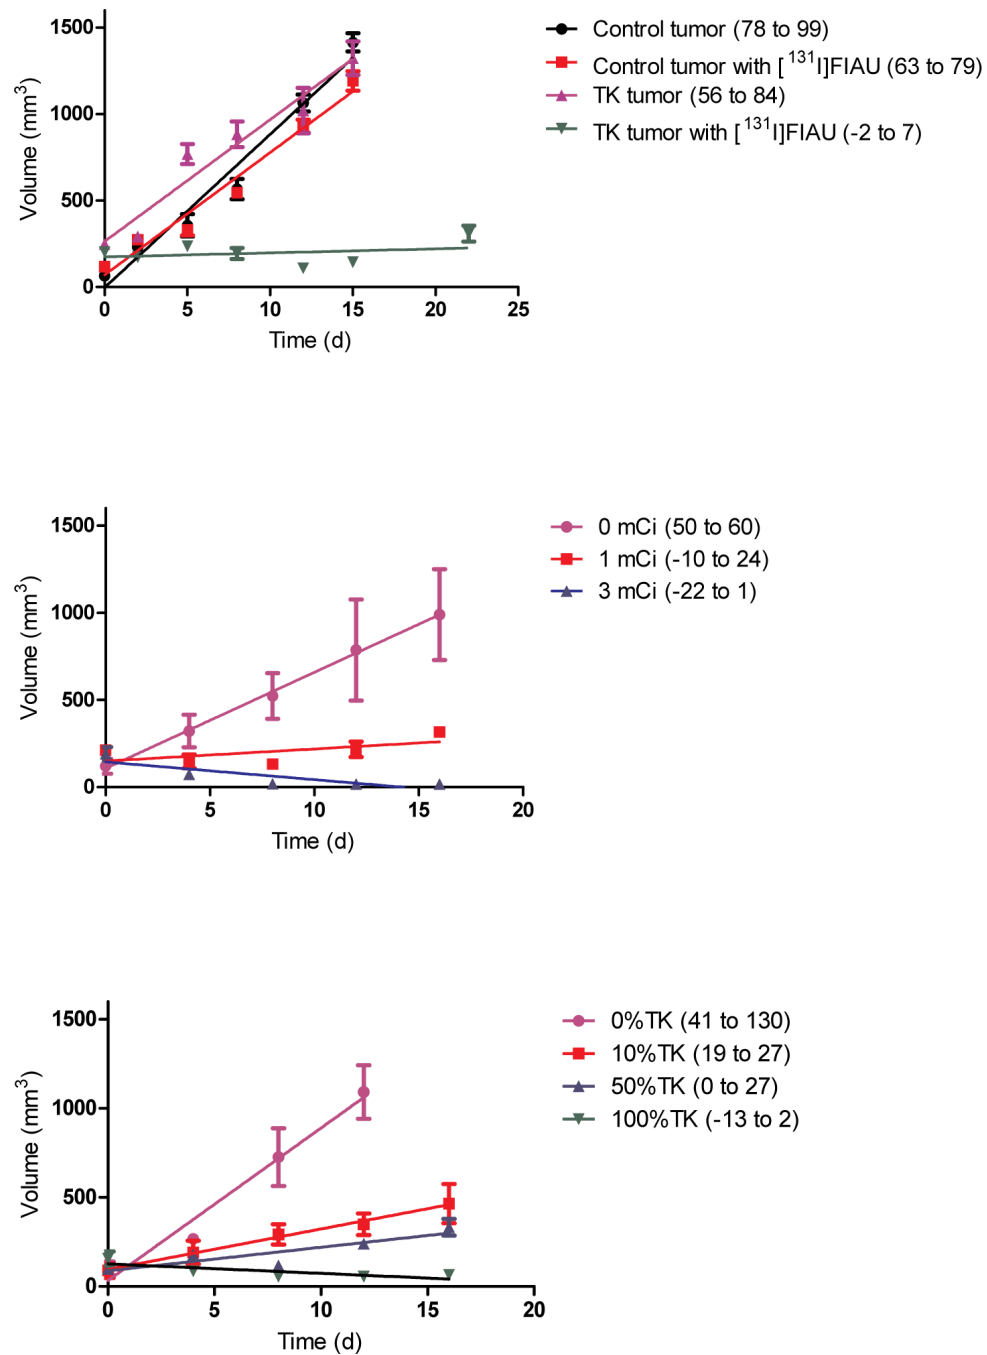 1500
1000
500
0
Volume (mm³)
0 5 10 15 20 25
Time (d)
Control tumor (78 to 99)
Control tumor with [¹³¹I]FIAU (63 to 79)
TK tumor (56 to 84)
TK tumor with [¹³¹I]FIAU (-2 to 7)
1500
1000
500
0
Volume (mm³)
0 5 10 15 20
Time (d)
0 mCi (50 to 60)
1 mCi (-10 to 24)
3 mCi (-22 to 1)
1500
1000
500
0
Volume (mm³)
0 5 10 15 20
Time (d)
0%TK (41 to 130)
10%TK (19 to 27)
50%TK (0 to 27)
100%TK (-13 to 2)